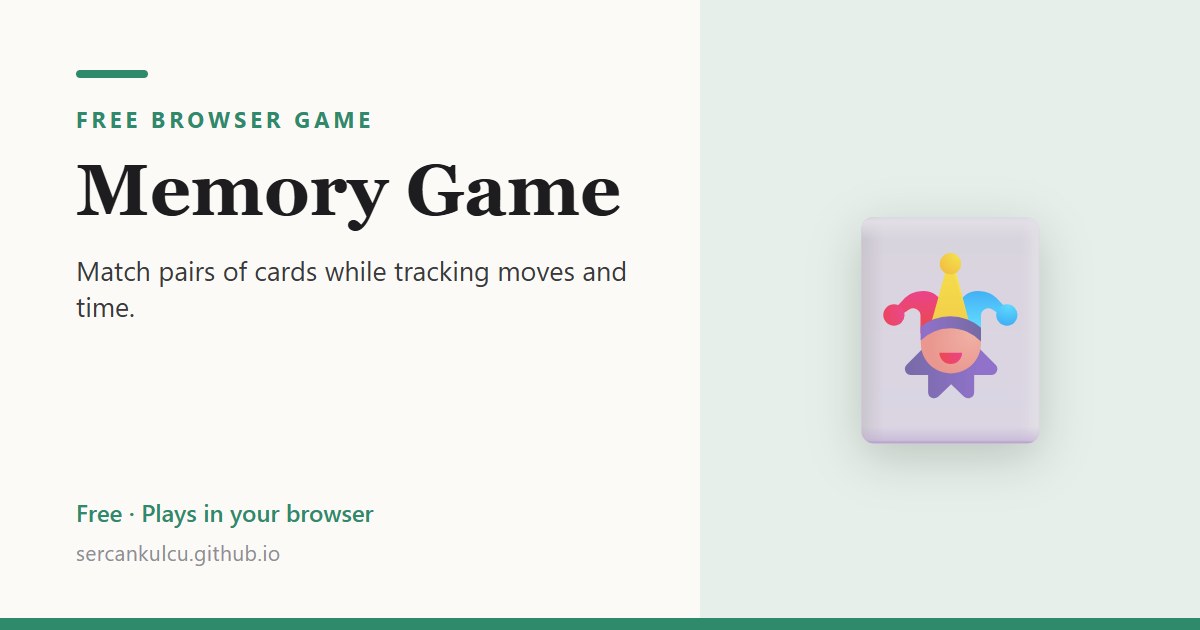 FREE BROWSER GAME
Memory Game
Match pairs of cards while tracking moves and
time.
Free · Plays in your browser
sercankulcu.github.io